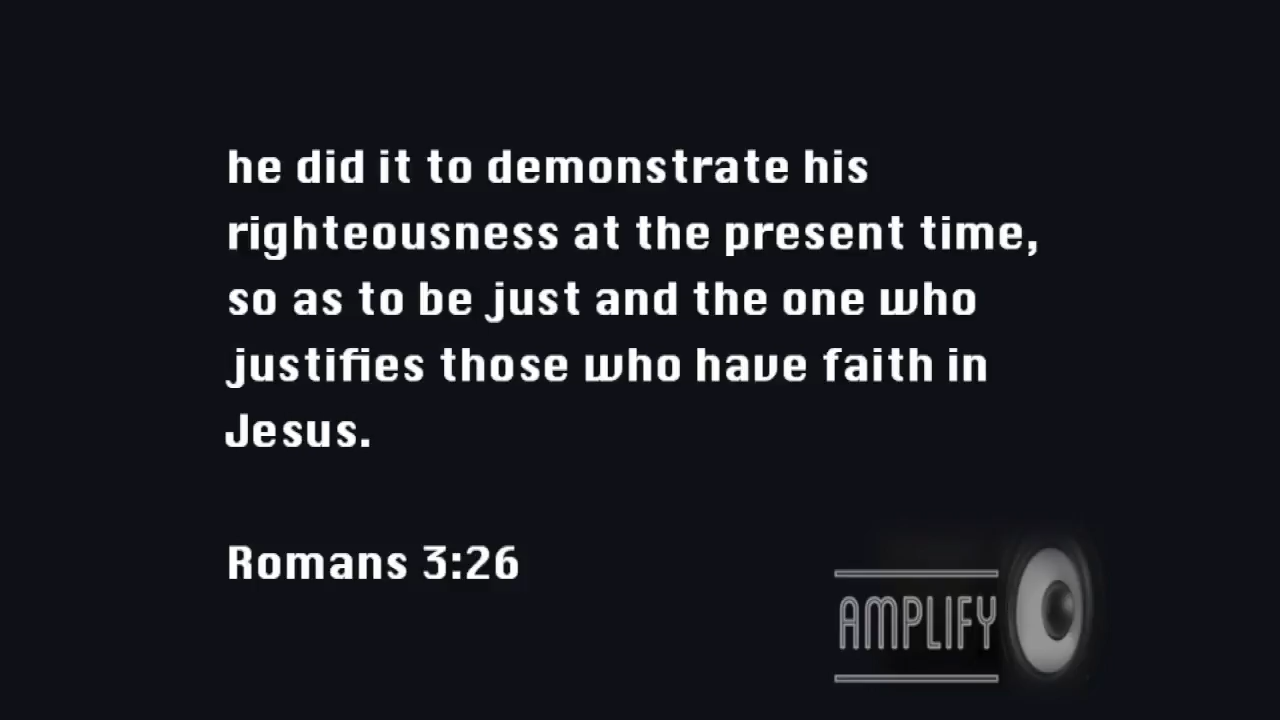 he did it to demonstrate his
righteousness at the present time,
so as to be just and the one who
justifies those who have faith in
Jesus.
Romans 3:26
AMPLIFY